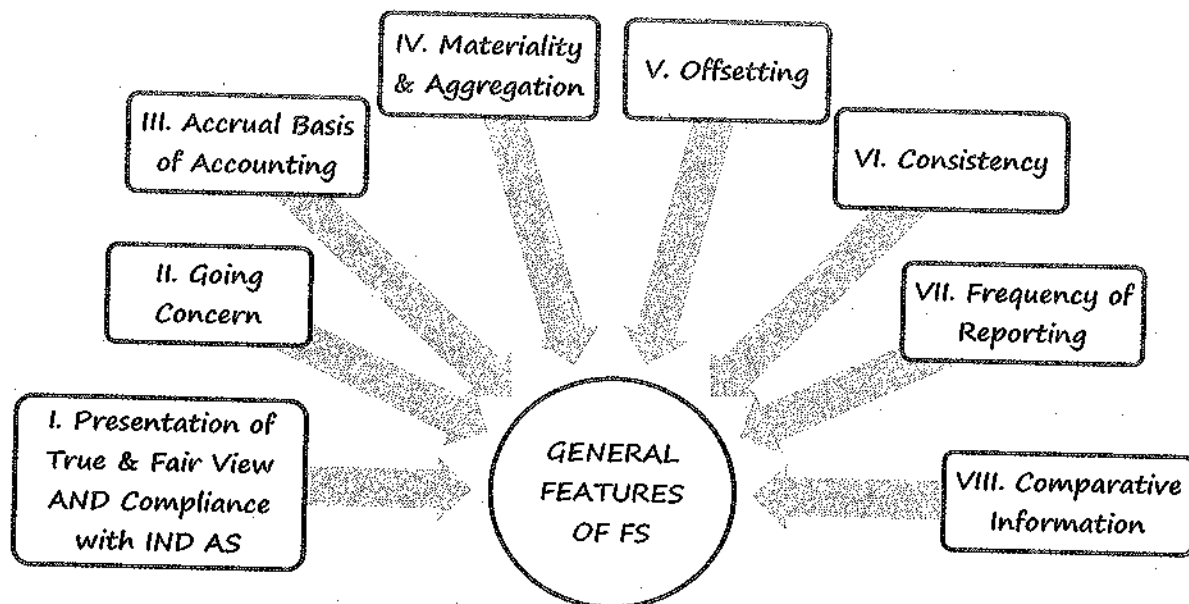 I. Presentation of
True & Fair View
AND Compliance
with IND AS
II. Going
Concern
III. Accrual Basis
of Accounting
IV. Materiality
& Aggregation
V. Offsetting
VI. Consistency
VII. Frequency of
Reporting
VIII. Comparative
Information
GENERAL
FEATURES
OF FS